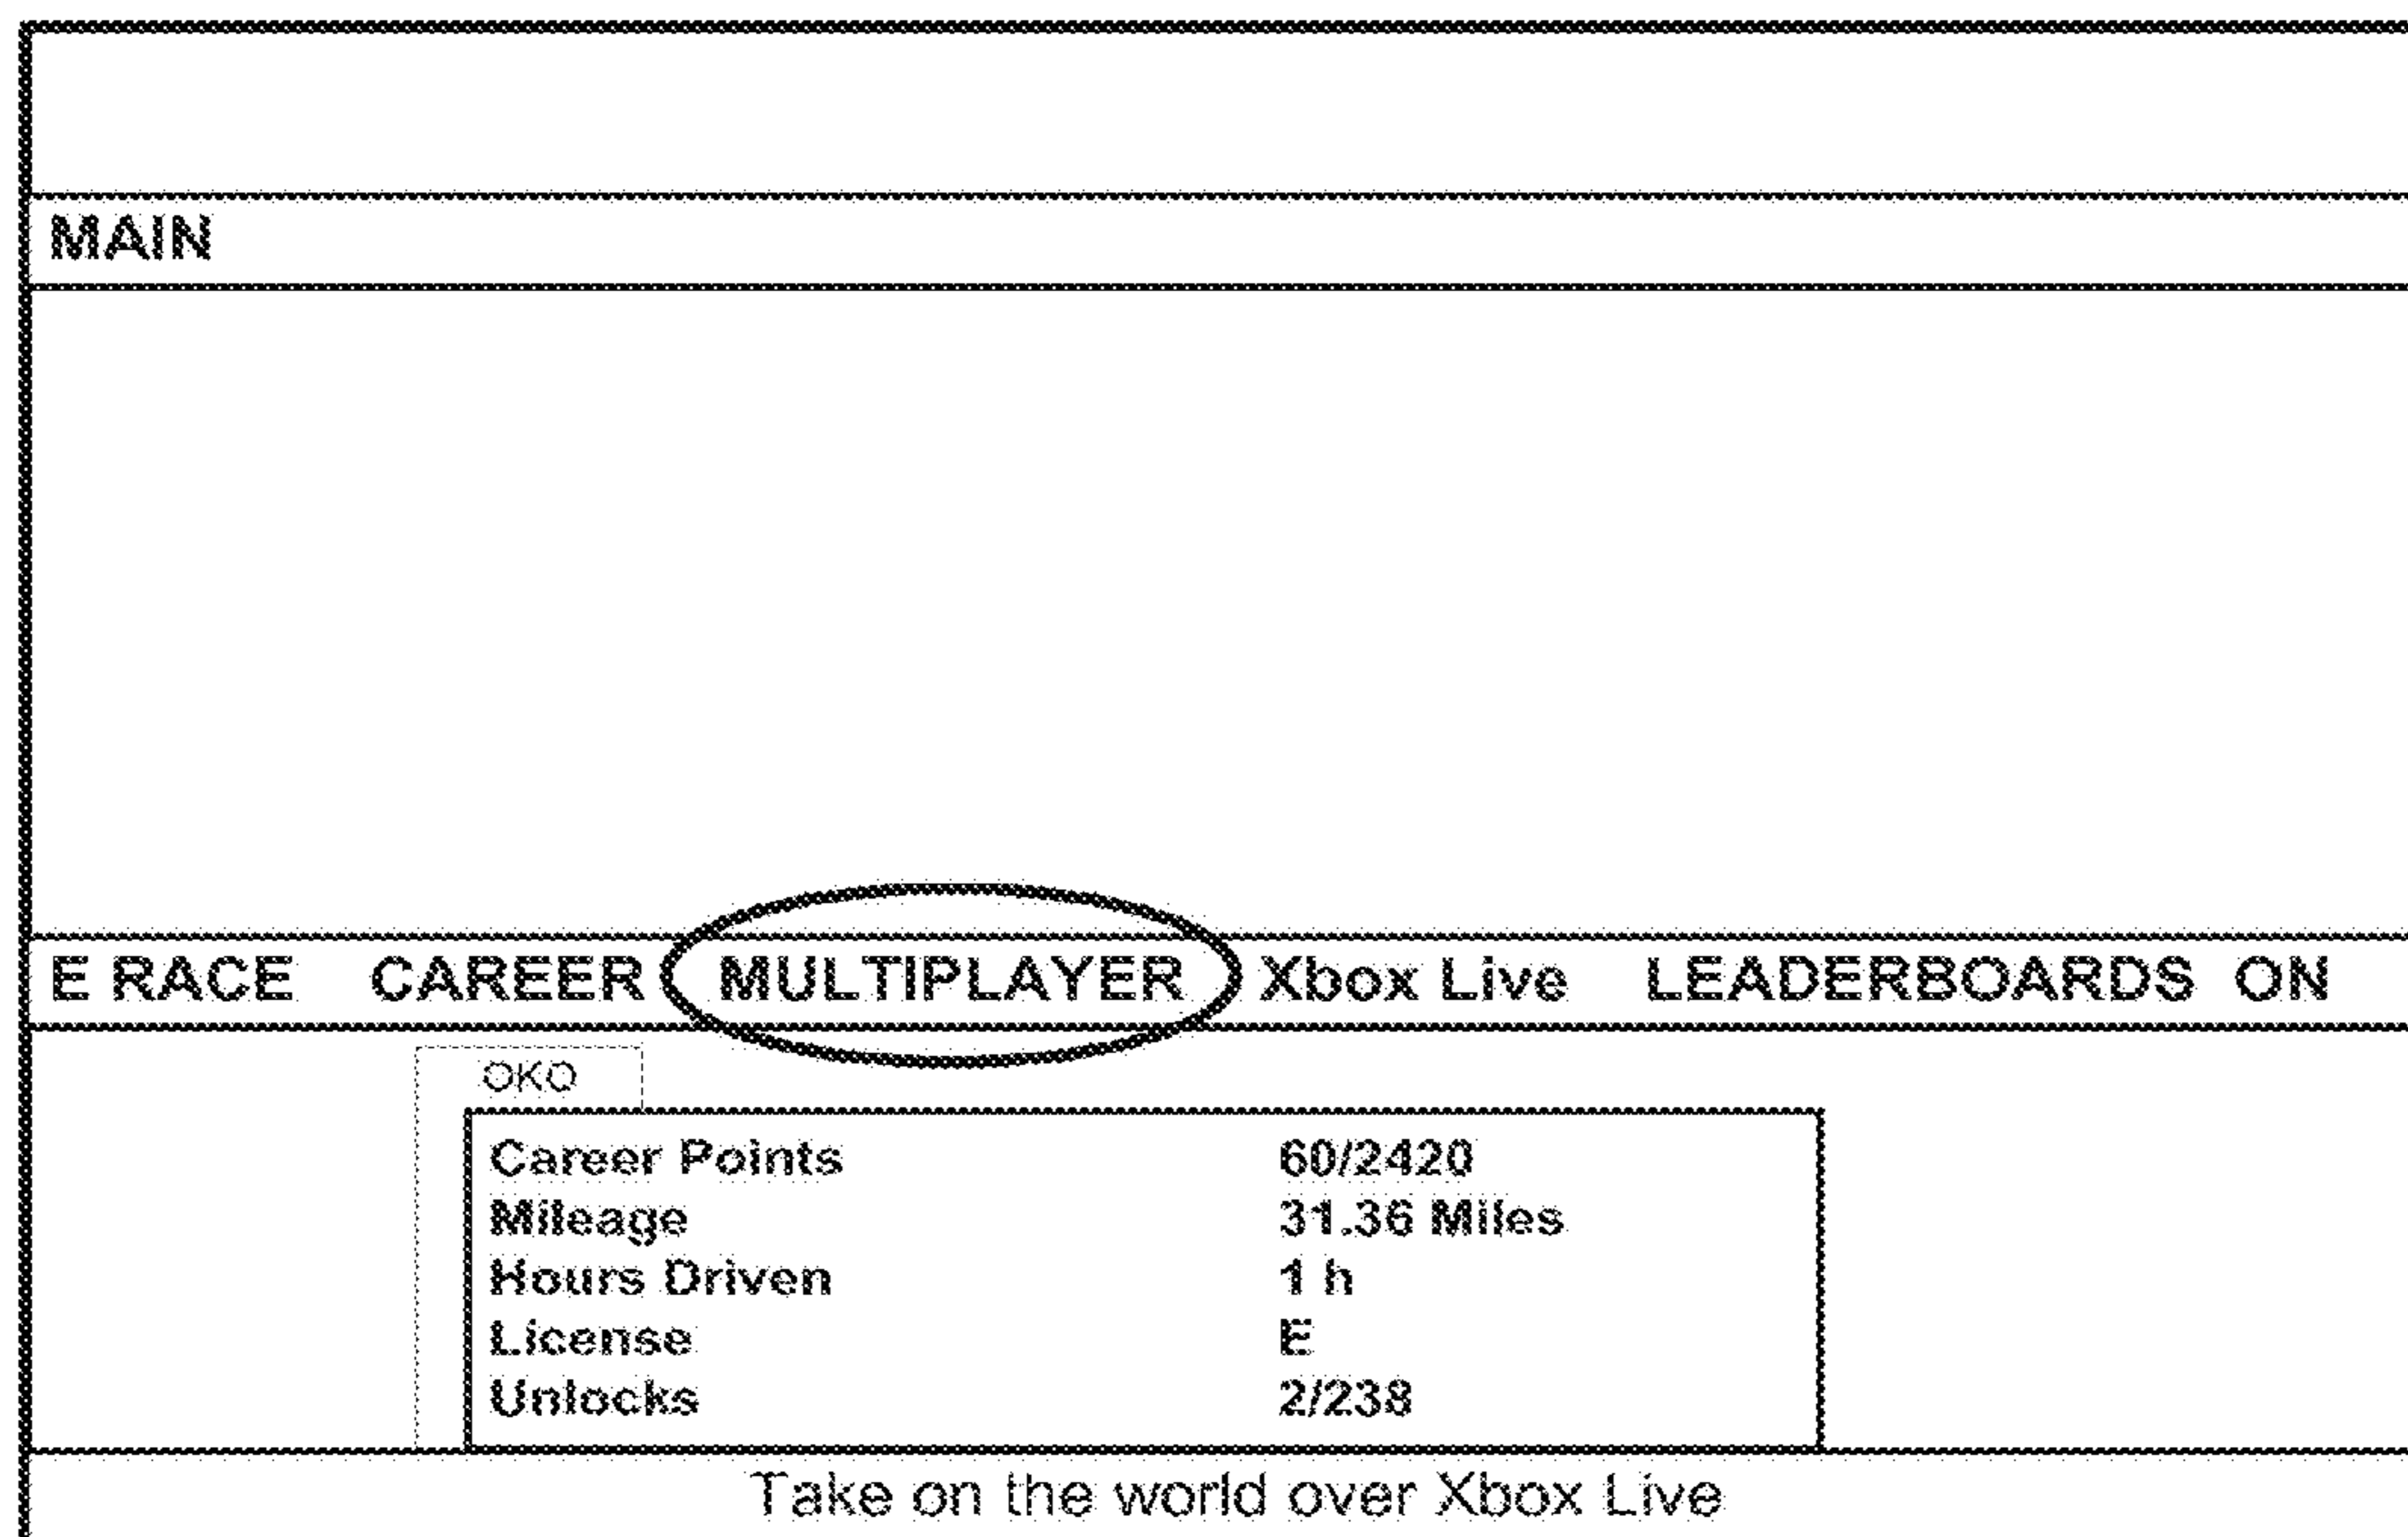 MAIN
E RACE CAREER MULTIPLAYER Xbox Live LEADERBOARDS ON
OKO
Career Points 60/2420
Mileage 31.36 Miles
Hours Driven 1 h
License E
Unlocks 2/238
Take on the world over Xbox Live